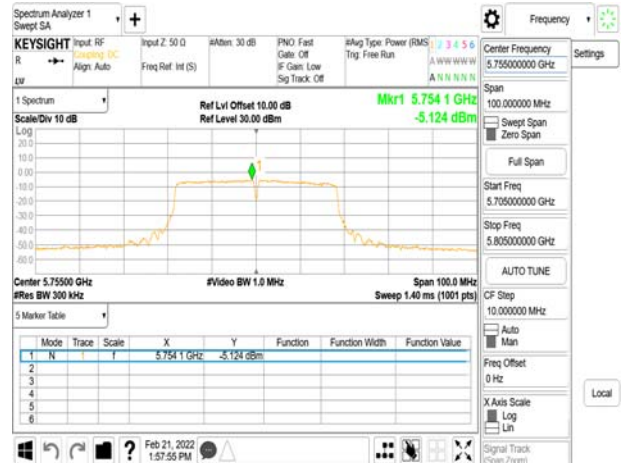 Spectrum Analyzer 1
Swept SA
+
Frequency
KEYSIGHT Input: RF Input Z: 50 Ω #Atten: 30 dB PNO: Fast #Avg Type: Power (RMS 1 2 3 4 5 6
R Coupling: DC Gate: Off Trig: Free Run A W W W W W
Align: Auto Freq Ref: Int (S) IF Gain: Low
Sig Track: Off A N N N N N
1 Spectrum
Ref Lvl Offset 10.00 dB Mkr1 5.754 1 GHz
Scale/Div 10 dB Ref Level 30.00 dBm -5.124 dBm
Log
20.0
10.0
1
0.00
-10.0
-20.0
-30.0
-40.0
-50.0
-60.0
Center 5.75500 GHz #Video BW 1.0 MHz Span 100.0 MHz
#Res BW 300 kHz Sweep 1.40 ms (1001 pts)
5 Marker Table
Mode Trace Scale X Y Function Function Width Function Value
1 N 1 f 5.754 1 GHz -5.124 dBm
2
3
4
5
6
Feb 21, 2022
1:57:55 PM
?
Center Frequency
5.755000000 GHz
Settings
Span
100.000000 MHz
Swept Span
Zero Span
Full Span
Start Freq
5.705000000 GHz
Stop Freq
5.805000000 GHz
AUTO TUNE
CF Step
10.000000 MHz
Auto
Man
Freq Offset
0 Hz
Local
X Axis Scale
Log
Lin
Signal Track
(Span Zoom)